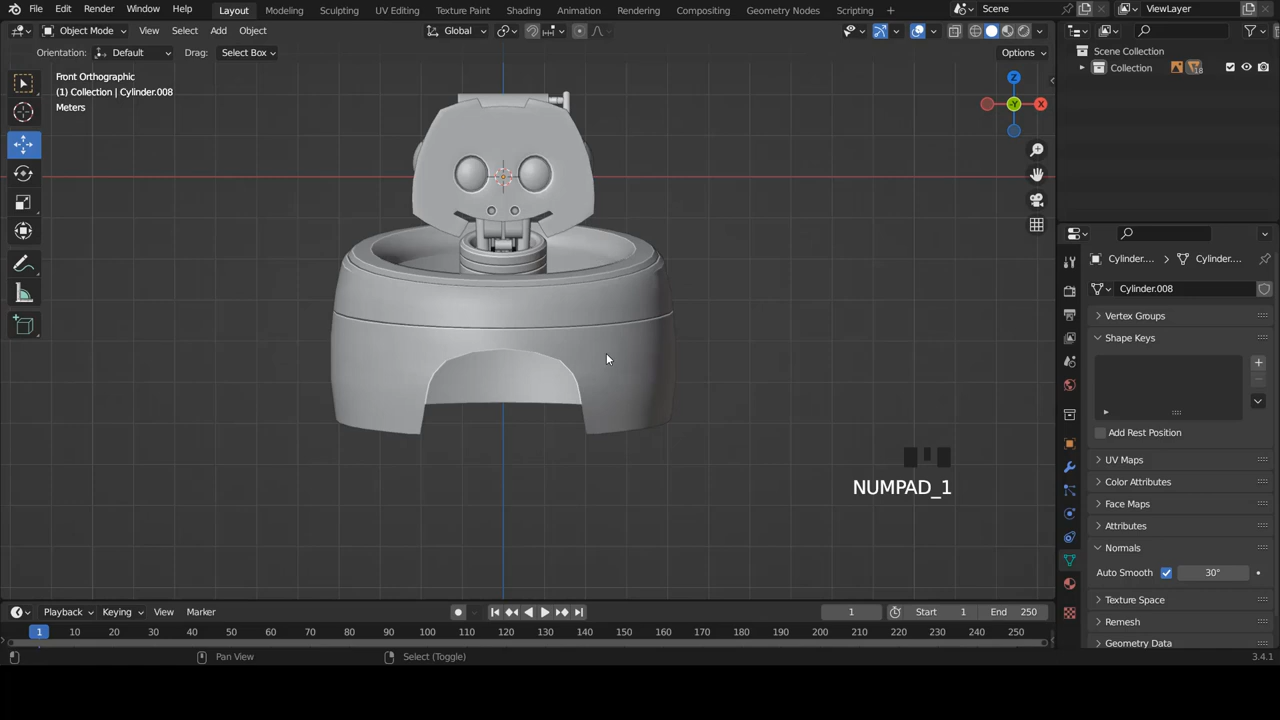 File Edit Render Window Help Layout Modeling Sculpting UV Editing Texture Paint Shading Animation Rendering Compositing Geometry Nodes Scripting + Scene ViewLayer
Object Mode View Select Add Object Global
Orientation: Default Drag: Select Box Options
Scene Collection
Collection 18
Front Orthographic
(1) Collection | Cylinder.008
Meters
Z
X
-Y
Cylinder.... Cylinder....
Cylinder.008
Vertex Groups
Shape Keys
Add Rest Position
UV Maps
Color Attributes
Face Maps
Attributes
Normals
Auto Smooth 30°
Texture Space
Remesh
Geometry Data
NUMPAD_1
Playback Keying View Marker 1 Start 1 End 250
1 10 20 30 40 50 60 70 80 90 100 110 120 130 140 150 160 170 180 190 200 210 220 230 240 250
Pan View Select (Toggle) 3.4.1